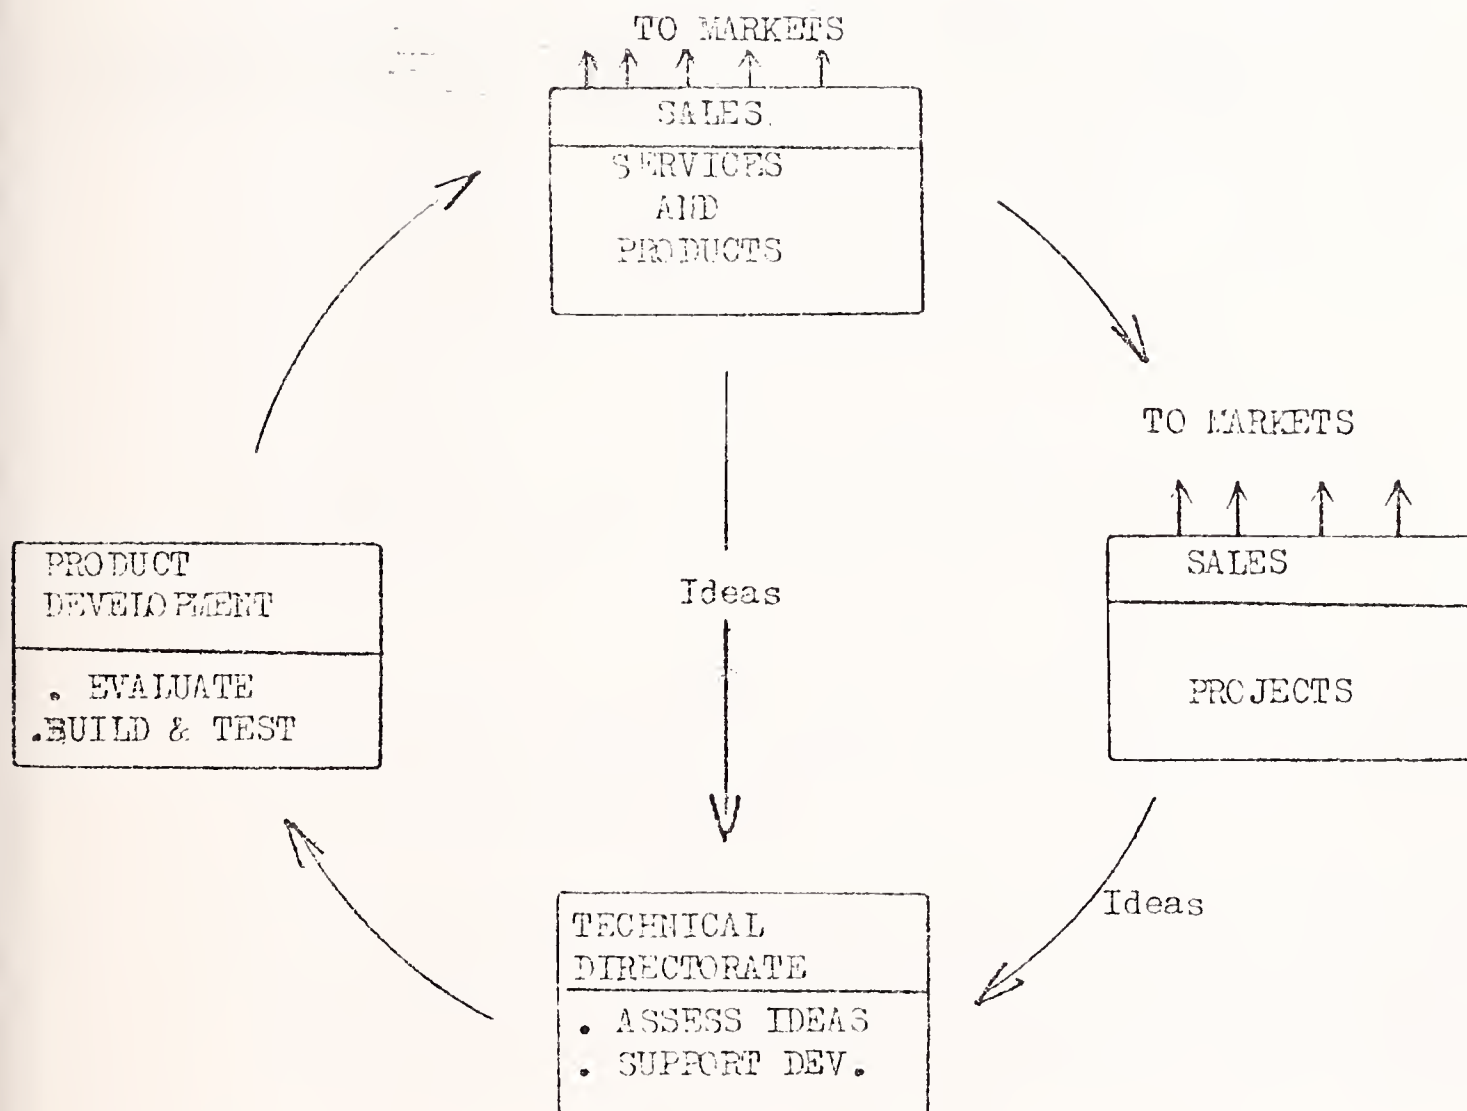 TO MARKETS
SALES.
SERVICES
AND
PRODUCTS
TO MARKETS
SALES
PROJECTS
Ideas
PRODUCT
DEVELOPMENT
. EVALUATE
.BUILD & TEST
Ideas
TECHNICAL
DIRECTORATE
. ASSESS IDEAS
. SUPPORT DEV.